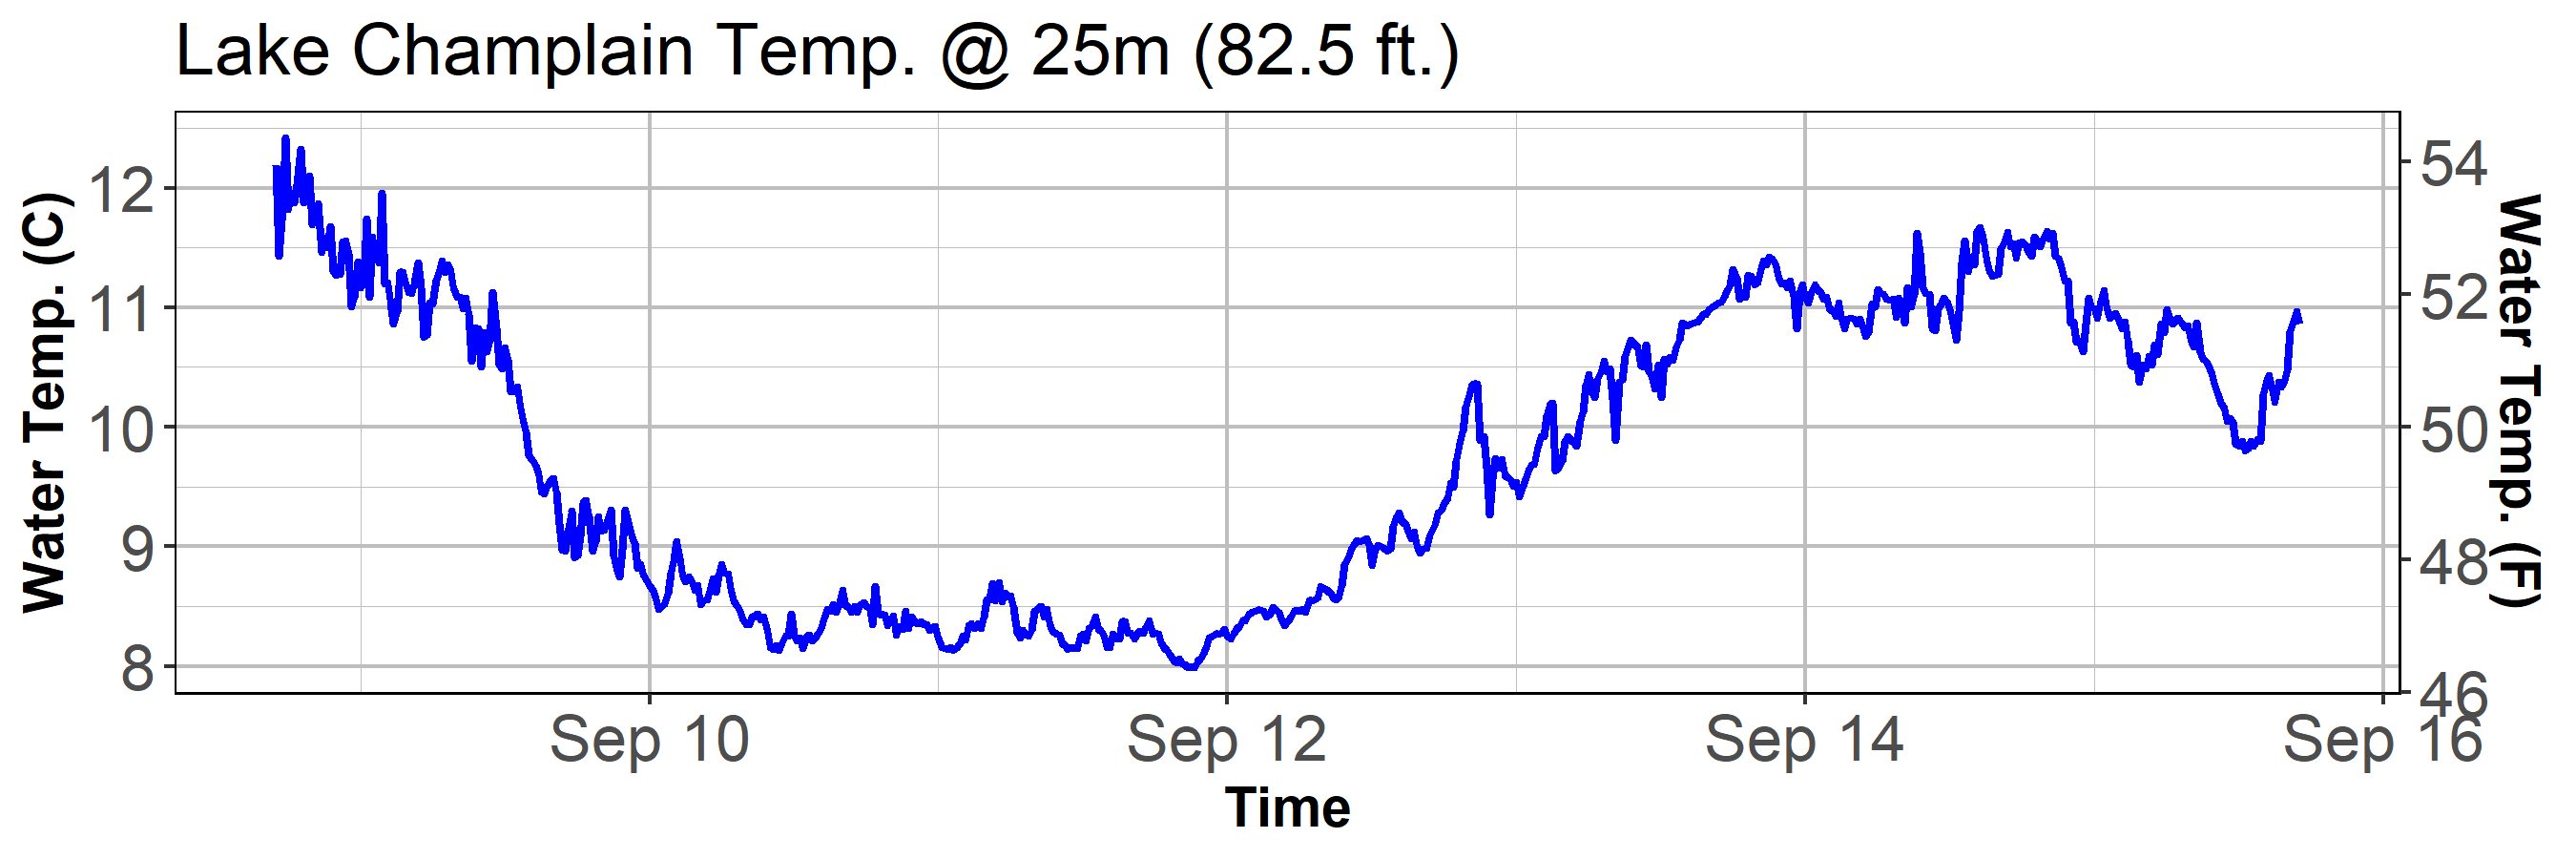 Lake Champlain Temp. @ 25m (82.5 ft.)
Water Temp. (C)
12
11
10
9
8
54
52
50
48
46
Water Temp. (F)
Sep 10
Sep 12
Sep 14
Sep 16
Time